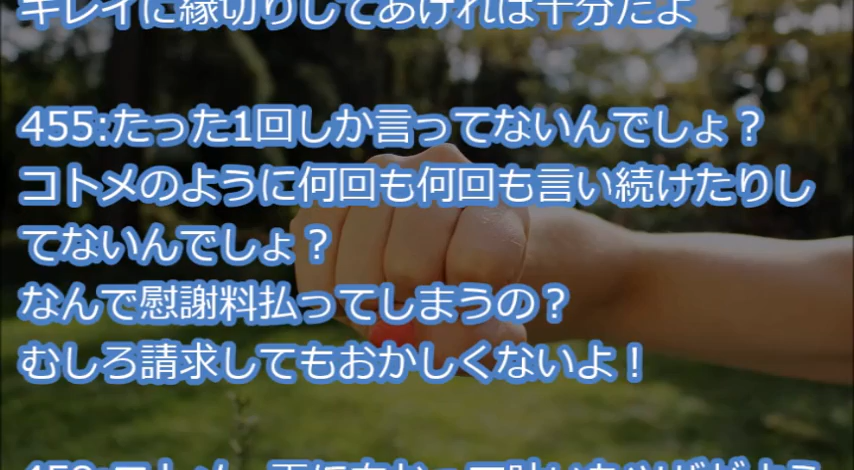 キレイに縁切りしてあげれば十分だよ
455:たった1回しか言ってないんでしょ？
コトメのように何回も何回も言い続けたりし
てないんでしょ？
なんで慰謝料払ってしまうの？
むしろ請求してもおかしくないよ！